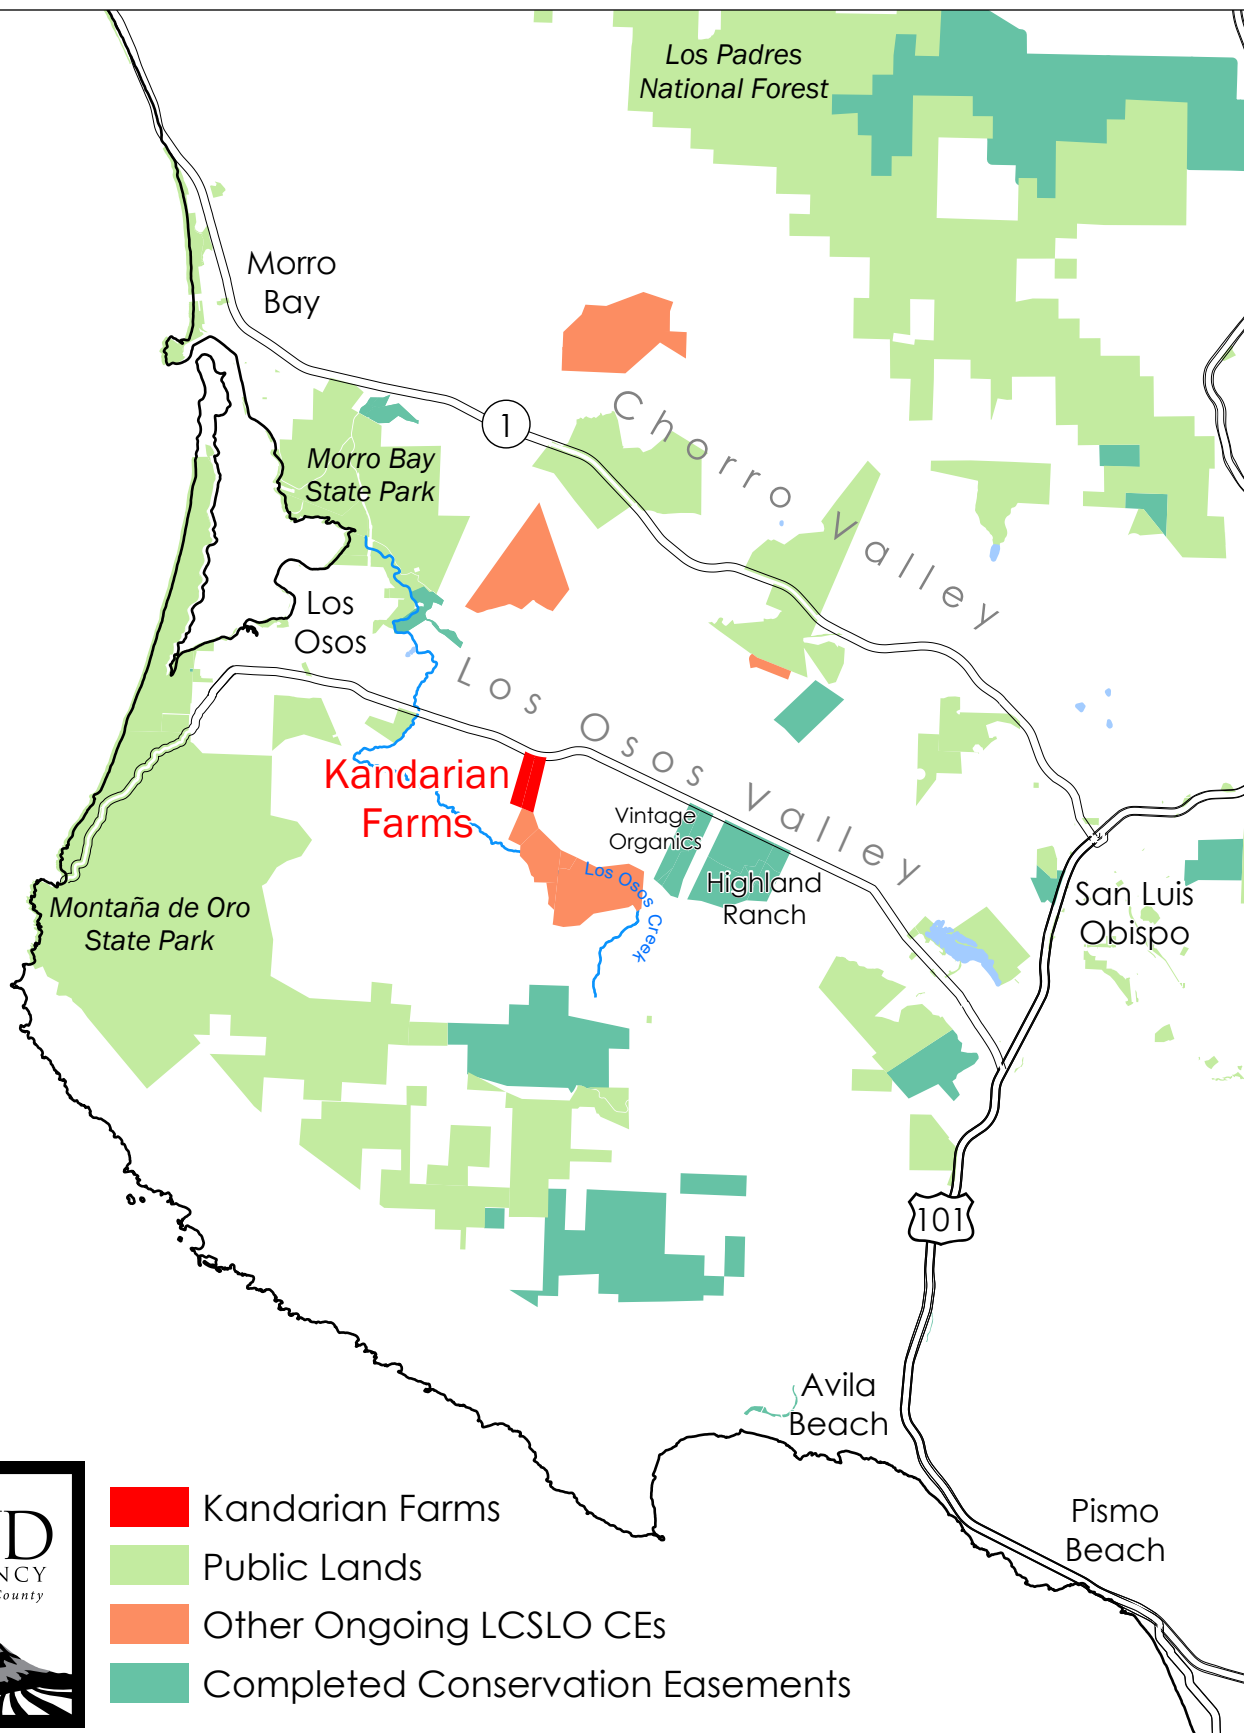 Los Padres
National Forest
Morro
Bay
Chorro Valley
1
Morro Bay
State Park
Los
Osos
Los Osos Valley
Kandarian
Farms
Vintage
Organics
Highland
Ranch
Los Osos Creek
Montaña de Oro
State Park
San Luis
Obispo
101
Avila
Beach
Pismo
Beach
Kandarian Farms
Public Lands
Other Ongoing LCSLO CEs
Completed Conservation Easements
County